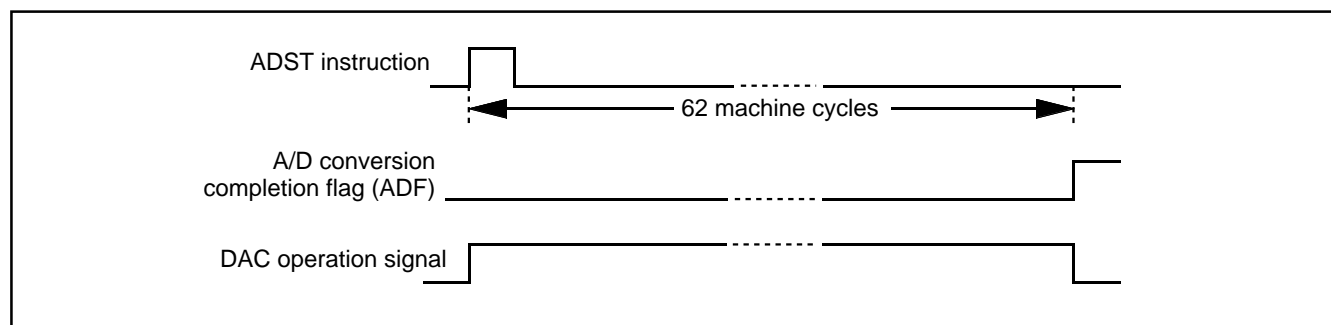 ADST instruction
62 machine cycles
A/D conversion
completion flag (ADF)
DAC operation signal